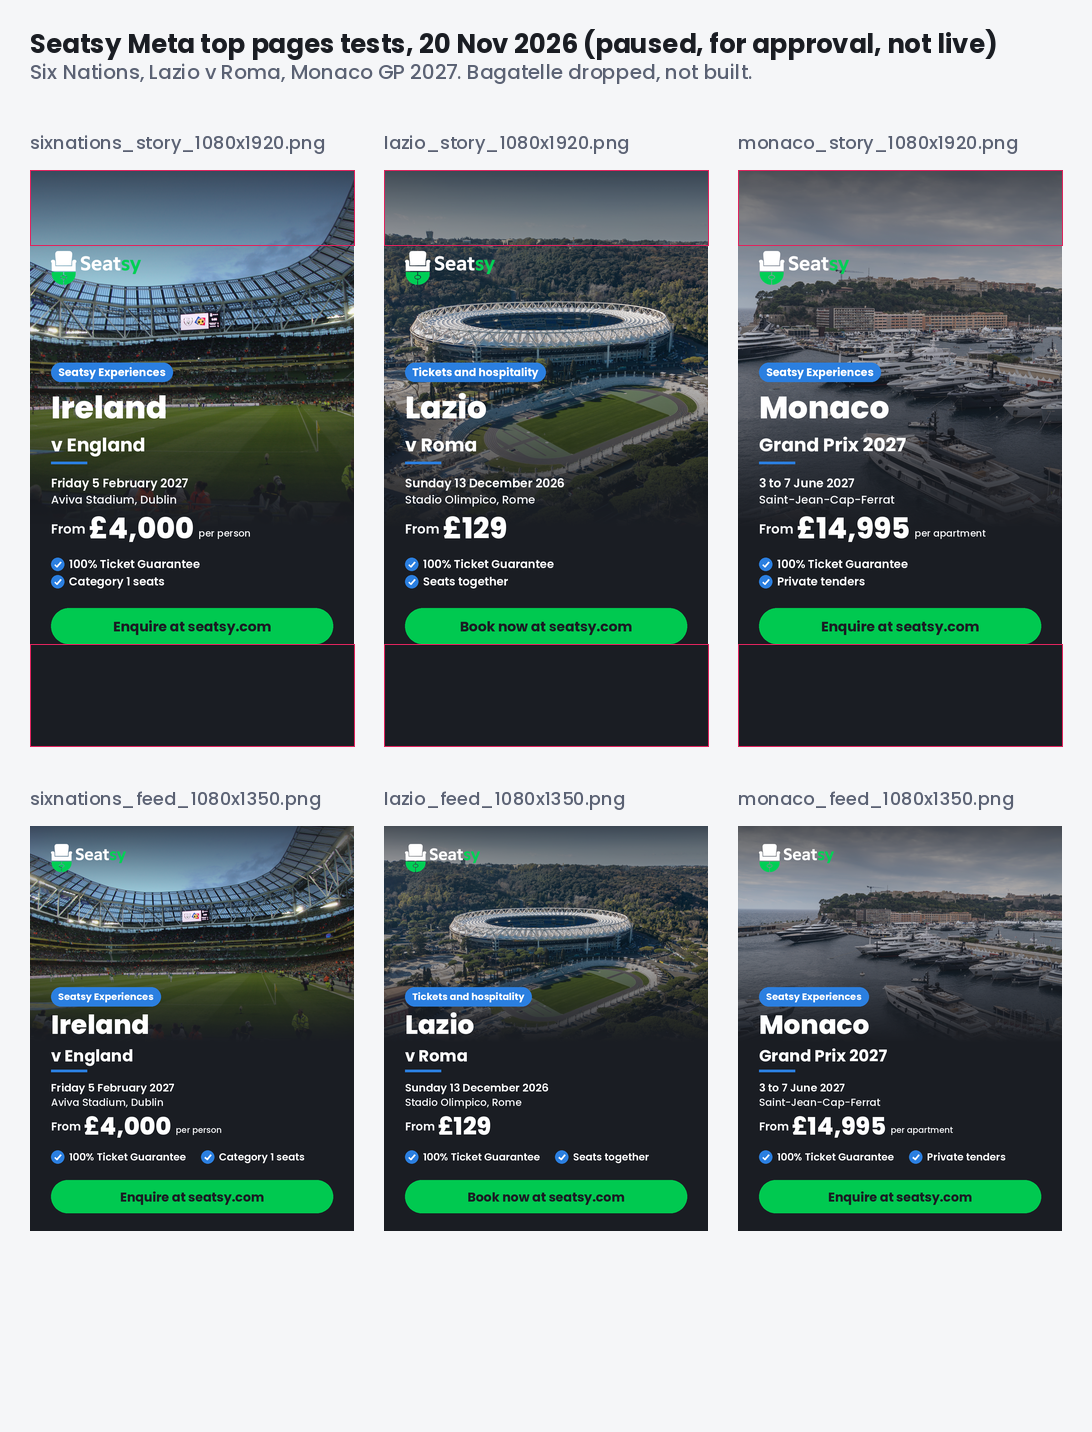 Seatsy Meta top pages tests, 20 Nov 2026 (paused, for approval, not live)
Six Nations, Lazio v Roma, Monaco GP 2027. Bagatelle dropped, not built.
sixnations_story_1080x1920.png
Seatsy
Seatsy Experiences
Ireland
v England
Friday 5 February 2027
Aviva Stadium, Dublin
From £4,000 per person
100% Ticket Guarantee
Category 1 seats
Enquire at seatsy.com
lazio_story_1080x1920.png
Seatsy
Tickets and hospitality
Lazio
v Roma
Sunday 13 December 2026
Stadio Olimpico, Rome
From £129
100% Ticket Guarantee
Seats together
Book now at seatsy.com
monaco_story_1080x1920.png
Seatsy
Seatsy Experiences
Monaco
Grand Prix 2027
3 to 7 June 2027
Saint-Jean-Cap-Ferrat
From £14,995 per apartment
100% Ticket Guarantee
Private tenders
Enquire at seatsy.com
sixnations_feed_1080x1350.png
Seatsy
Seatsy Experiences
Ireland
v England
Friday 5 February 2027
Aviva Stadium, Dublin
From £4,000 per person
100% Ticket Guarantee Category 1 seats
Enquire at seatsy.com
lazio_feed_1080x1350.png
Seatsy
Tickets and hospitality
Lazio
v Roma
Sunday 13 December 2026
Stadio Olimpico, Rome
From £129
100% Ticket Guarantee Seats together
Book now at seatsy.com
monaco_feed_1080x1350.png
Seatsy
Seatsy Experiences
Monaco
Grand Prix 2027
3 to 7 June 2027
Saint-Jean-Cap-Ferrat
From £14,995 per apartment
100% Ticket Guarantee Private tenders
Enquire at seatsy.com